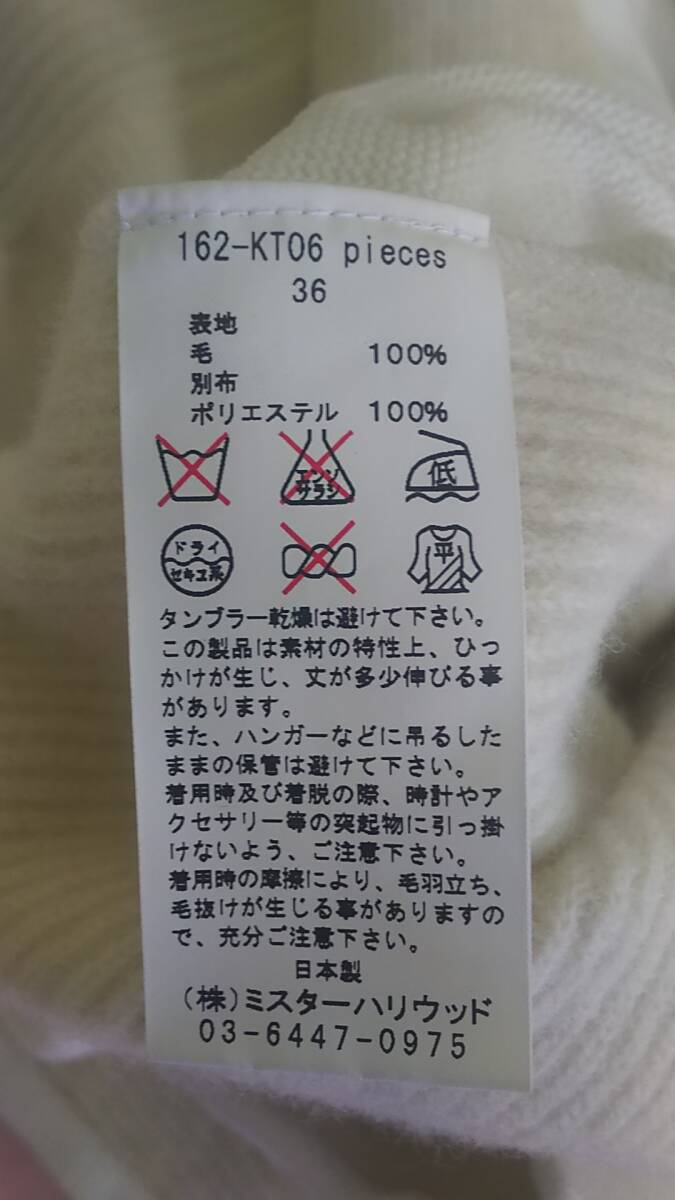 162-KT06 pieces
36
表地
毛 100%
別布
ポリエステル 100%
エンソ
サラシ
低
ドライ
セキユ系
平
タンブラー乾燥は避けて下さい。
この製品は素材の特性上、ひっ
かけが生じ、丈が多少伸びる事
があります。
また、ハンガーなどに吊るした
ままの保管は避けて下さい。
着用時及び着脱の際、時計やア
クセサリー等の突起物に引っ掛
けないよう、ご注意下さい。
着用時の摩擦により、毛羽立ち、
毛抜けが生じる事がありますの
で、充分ご注意下さい。
日本製
(株)ミスターハリウッド
03-6447-0975